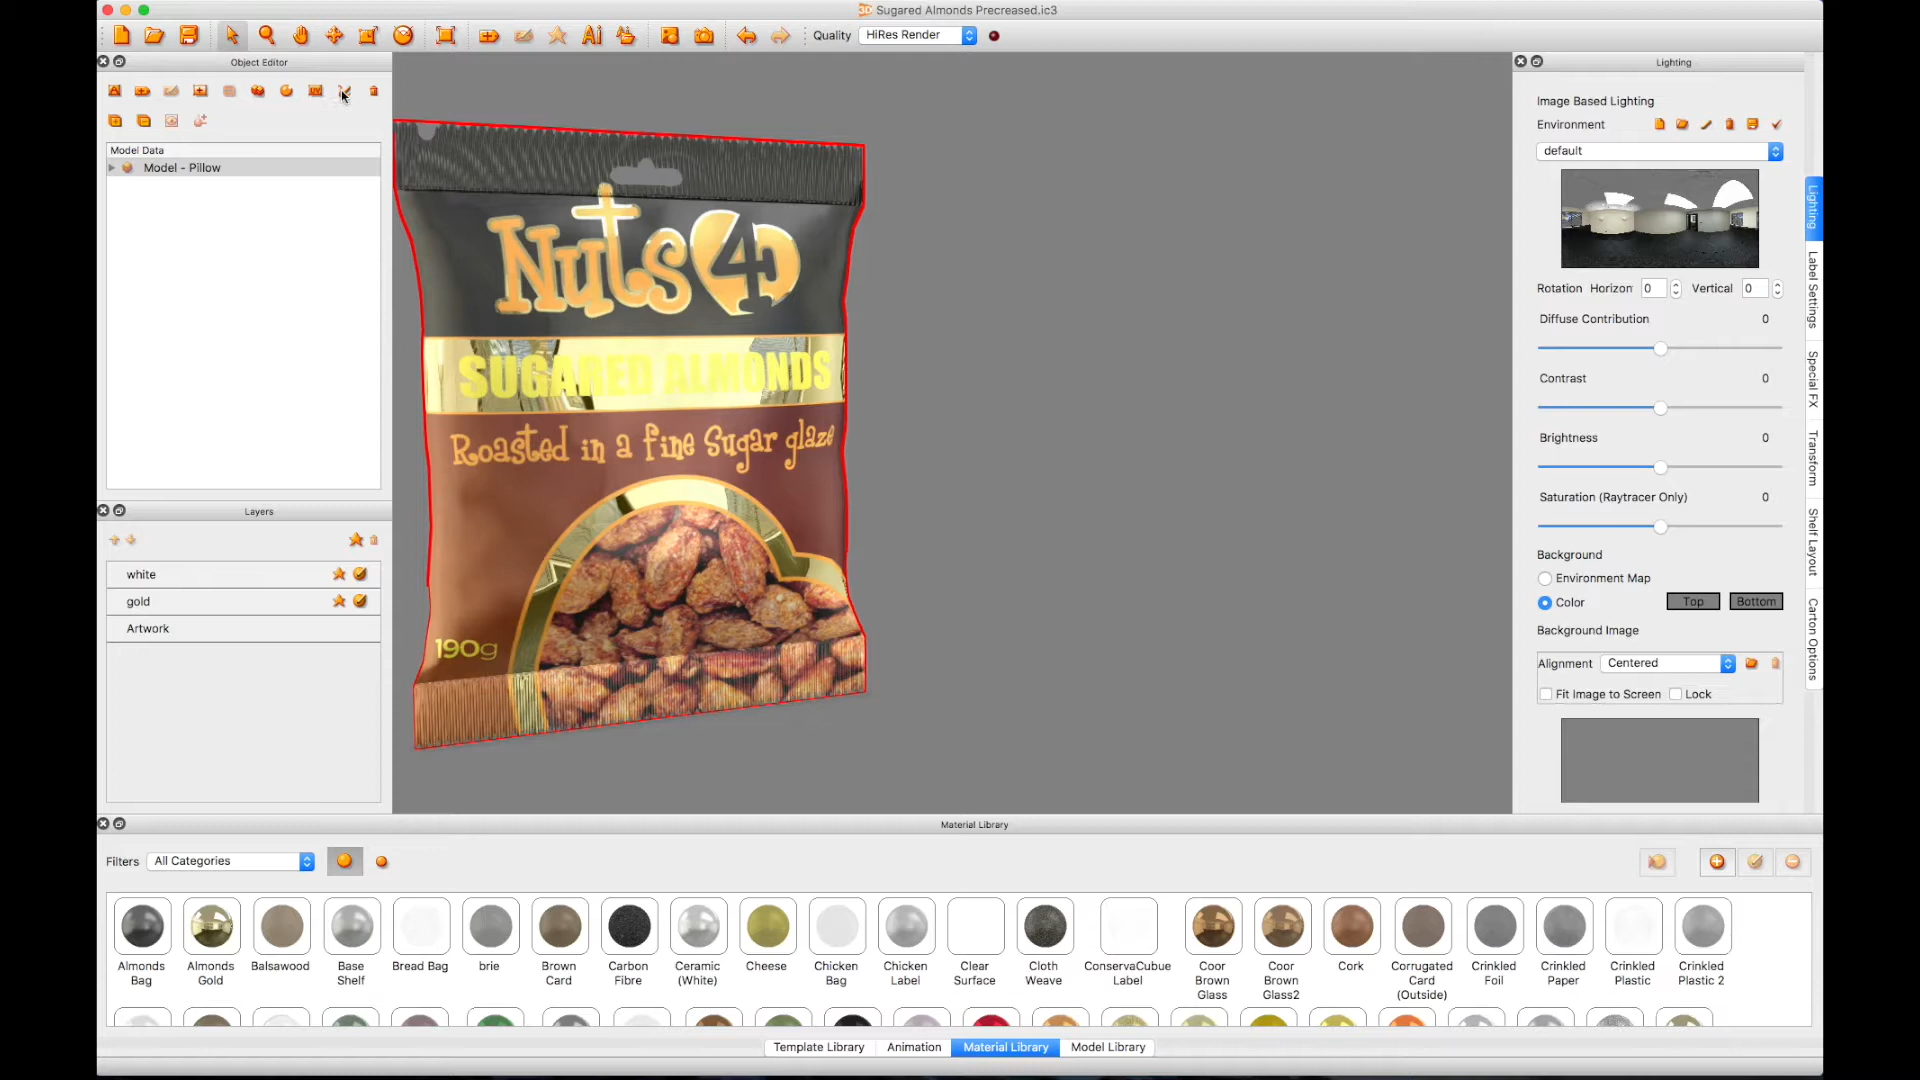 Sugared Almonds Precreased.ic3
Quality HiRes Render
Object Editor
Model Data
Model - Pillow
Layers
white
gold
Artwork
Nuts 4D
SUGARED ALMONDS
Roasted in a fine Sugar glaze
190g
Lighting
Image Based Lighting
Environment
default
Rotation Horizon 0 Vertical 0
Diffuse Contribution 0
Contrast 0
Brightness 0
Saturation (Raytracer Only) 0
Background
Environment Map
Color Top Bottom
Background Image
Alignment Centered
Fit Image to Screen Lock
Lighting
Label Settings
Special FX
Transform
Shelf Layout
Carton Options
Material Library
Filters All Categories
Almonds Bag
Almonds Gold
Balsawood
Base Shelf
Bread Bag
brie
Brown Card
Carbon Fibre
Ceramic (White)
Cheese
Chicken Bag
Chicken Label
Clear Surface
Cloth Weave
ConservaCubue Label
Coor Brown Glass
Coor Brown Glass2
Cork
Corrugated Card (Outside)
Crinkled Foil
Crinkled Paper
Crinkled Plastic
Crinkled Plastic 2
Template Library Animation Material Library Model Library